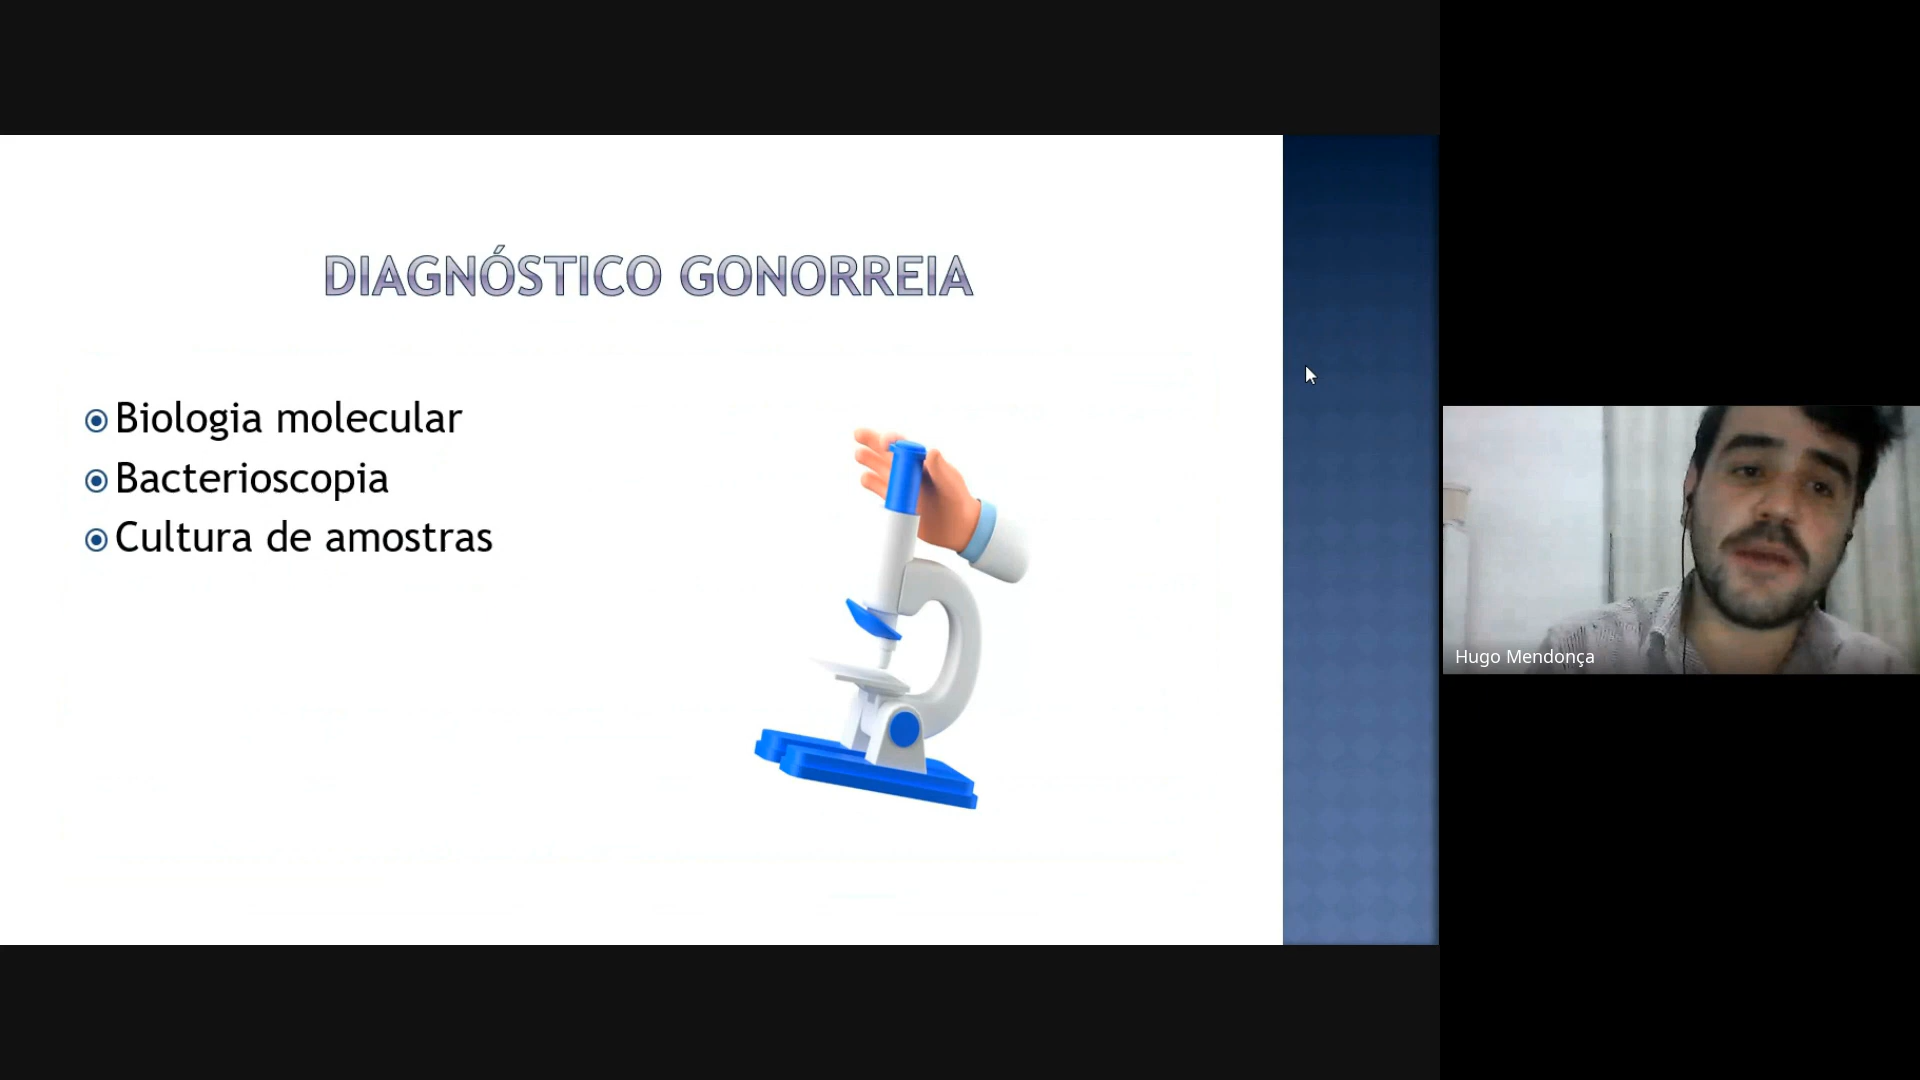 DIAGNÓSTICO GONORREIA
Biologia molecular
Bacterioscopia
Cultura de amostras
Hugo Mendonça